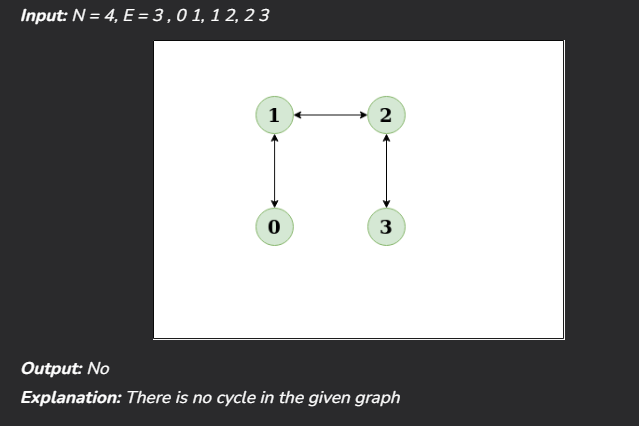 Input: N = 4, E = 3 , 0 1, 1 2, 2 3
1 2
0 3
Output: No
Explanation: There is no cycle in the given graph